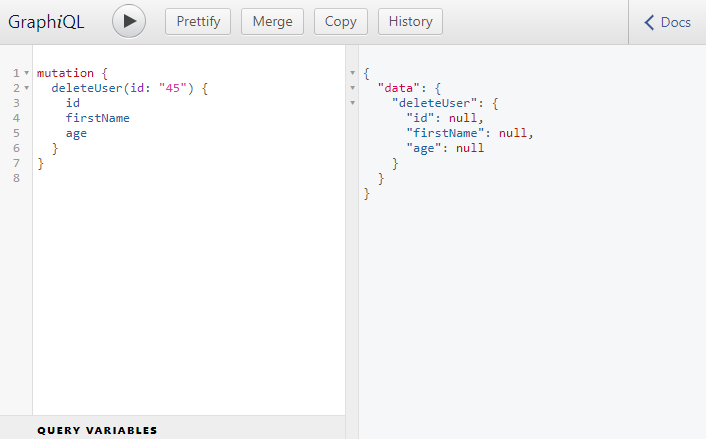 GraphiQL Prettify Merge Copy History Docs
1 mutation {
2 deleteUser(id: "45") {
3 id
4 firstName
5 age
6 }
7 }
8
{
"data": {
"deleteUser": {
"id": null,
"firstName": null,
"age": null
}
}
}
QUERY VARIABLES